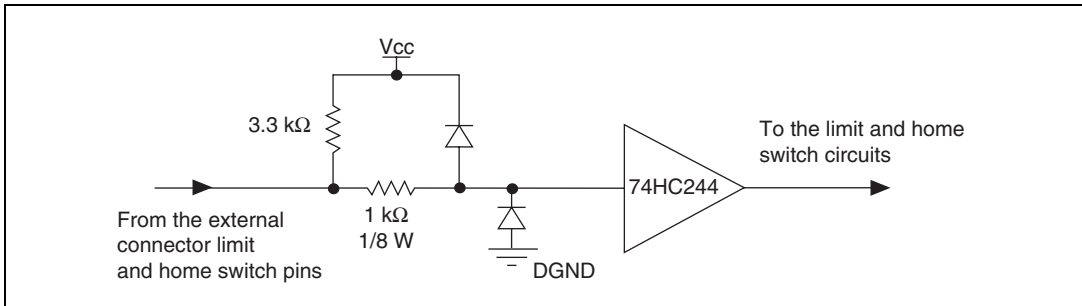 Vcc
3.3 kΩ
To the limit and home
switch circuits
74HC244
From the external
connector limit
and home switch pins
1 kΩ
1/8 W
DGND